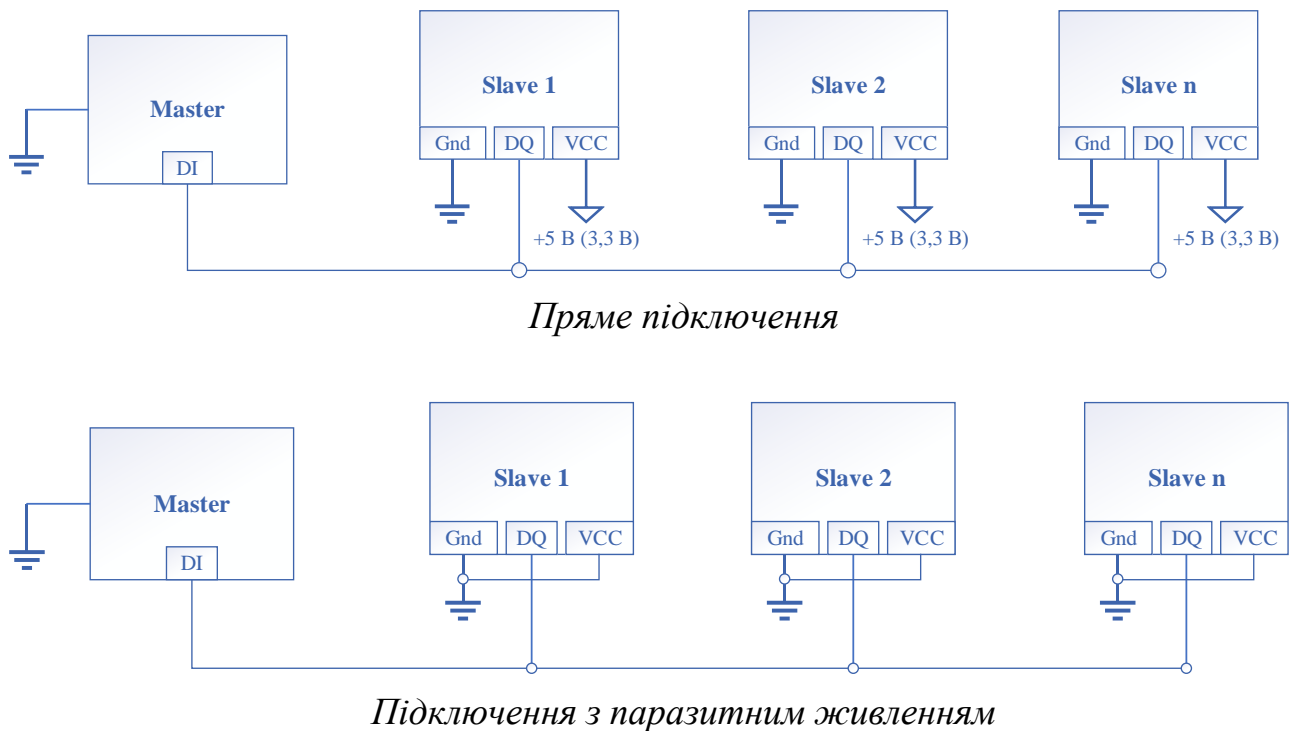 Master
DI
Slave 1
Gnd DQ VCC
+5 В (3,3 В)
Slave 2
Gnd DQ VCC
+5 В (3,3 В)
Slave n
Gnd DQ VCC
+5 В (3,3 В)
Пряме підключення
Master
DI
Slave 1
Gnd DQ VCC
Slave 2
Gnd DQ VCC
Slave n
Gnd DQ VCC
Підключення з паразитним живленням